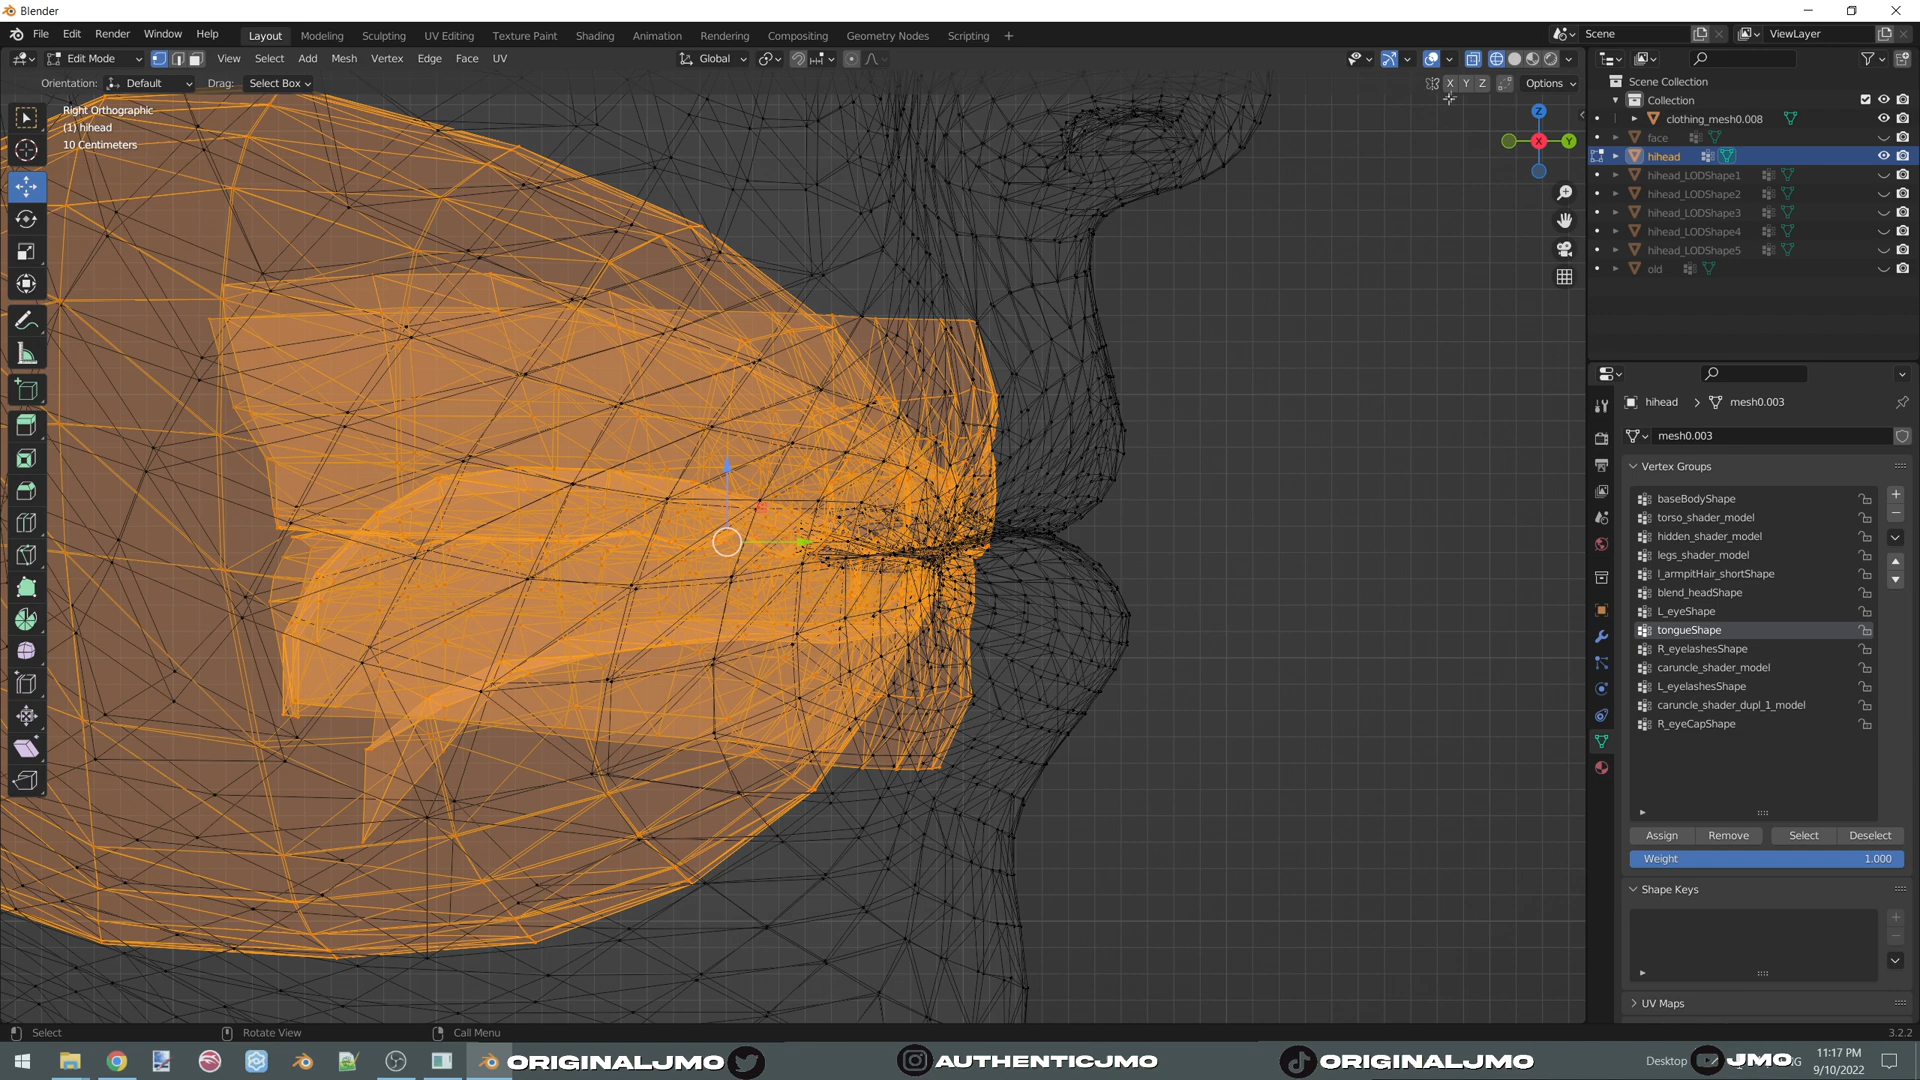 Blender
File Edit Render Window Help
Layout Modeling Sculpting UV Editing Texture Paint Shading Animation Rendering Compositing Geometry Nodes Scripting +
Scene ViewLayer
Edit Mode View Select Add Mesh Vertex Edge Face UV Global
Orientation: Default Drag: Select Box X Y Z Options
Right Orthographic
(1) hihead
10 Centimeters
Z
X
Y
Scene Collection
Collection
clothing_mesh0.008
face
hihead
hihead_LODShape1
hihead_LODShape2
hihead_LODShape3
hihead_LODShape4
hihead_LODShape5
old
hihead > mesh0.003
mesh0.003
Vertex Groups
baseBodyShape
torso_shader_model
hidden_shader_model
legs_shader_model
l_armpitHair_shortShape
blend_headShape
L_eyeShape
tongueShape
R_eyelashesShape
caruncle_shader_model
L_eyelashesShape
caruncle_shader_dupl_1_model
R_eyeCapShape
Assign Remove Select Deselect
Weight 1.000
Shape Keys
UV Maps
Select Rotate View Call Menu 3.2.2
ORIGINALJMO AUTHENTICJMO ORIGINALJMO Desktop JMO 11:17 PM
9/10/2022